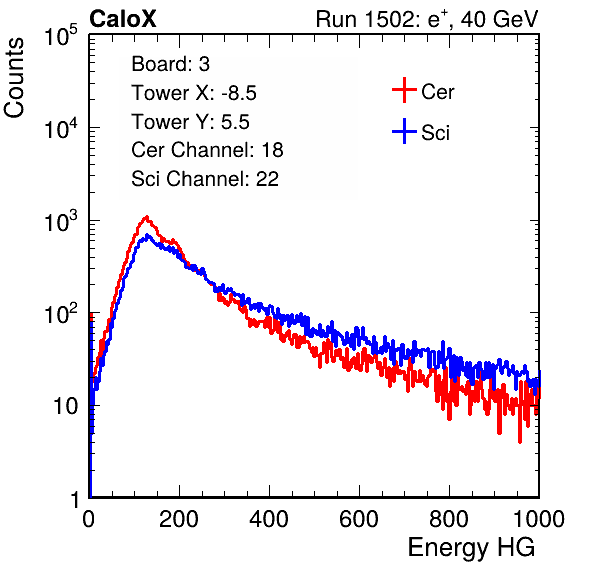 CaloX Run 1502: e⁺, 40 GeV
Counts
10⁵
10⁴
10³
10²
10
1
Board: 3
Tower X: -8.5
Tower Y: 5.5
Cer Channel: 18
Sci Channel: 22
Cer
Sci
0 200 400 600 800 1000
Energy HG